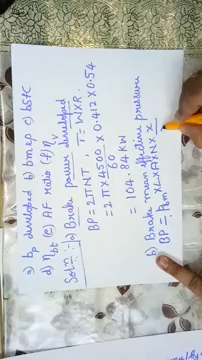 a) bp developed b) bmep c) bsfc
d) ηbt (e) AF ratio (f) ηv
Soln :- a) Brake power developed
BP = 2πNT , T = W×R.
= 2π × 4500/60 × 0.412 × 0.54
= 104.84 KW
b) Brake mean effective pressure
BP = Pbm × L × A × N × x